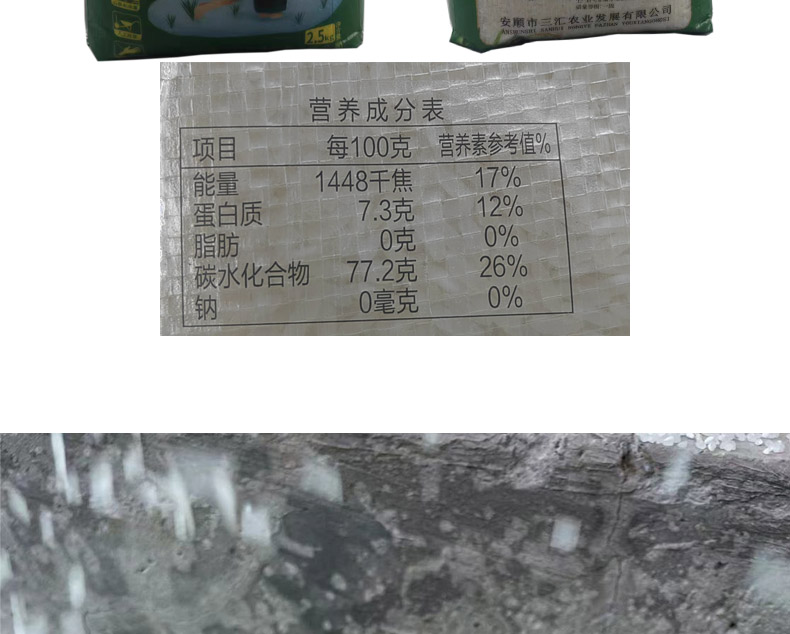 2.5kg
安顺市三汇农业发展有限公司
营养成分表
项目 每100克 营养素参考值%
能量 1448千焦 17%
蛋白质 7.3克 12%
脂肪 0克 0%
碳水化合物 77.2克 26%
钠 0毫克 0%